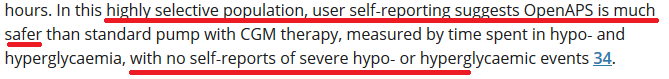 hours. In this highly selective population, user self-reporting suggests OpenAPS is much
safer than standard pump with CGM therapy, measured by time spent in hypo- and
hyperglycaemia, with no self-reports of severe hypo- or hyperglycaemic events 34.